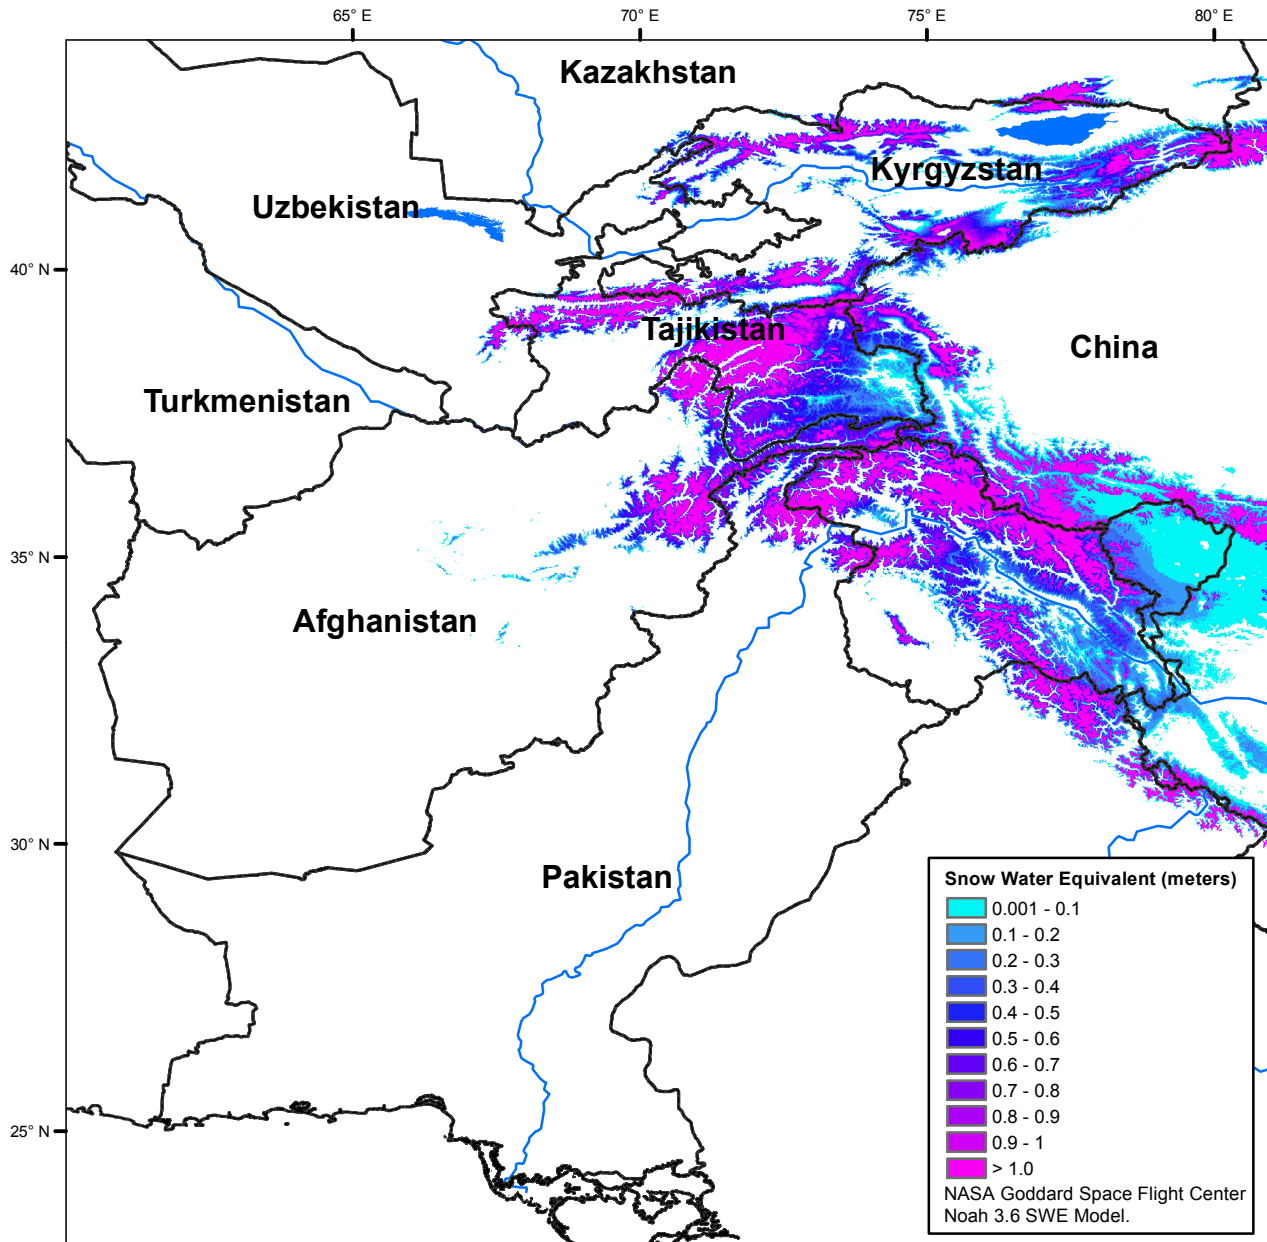 65° E
70° E
75° E
80° E
Kazakhstan
Kyrgyzstan
Uzbekistan
40° N
Tajikistan
China
Turkmenistan
35° N
Afghanistan
30° N
Pakistan
25° N
Snow Water Equivalent (meters)
0.001 - 0.1
0.1 - 0.2
0.2 - 0.3
0.3 - 0.4
0.4 - 0.5
0.5 - 0.6
0.6 - 0.7
0.7 - 0.8
0.8 - 0.9
0.9 - 1
> 1.0
NASA Goddard Space Flight Center
Noah 3.6 SWE Model.